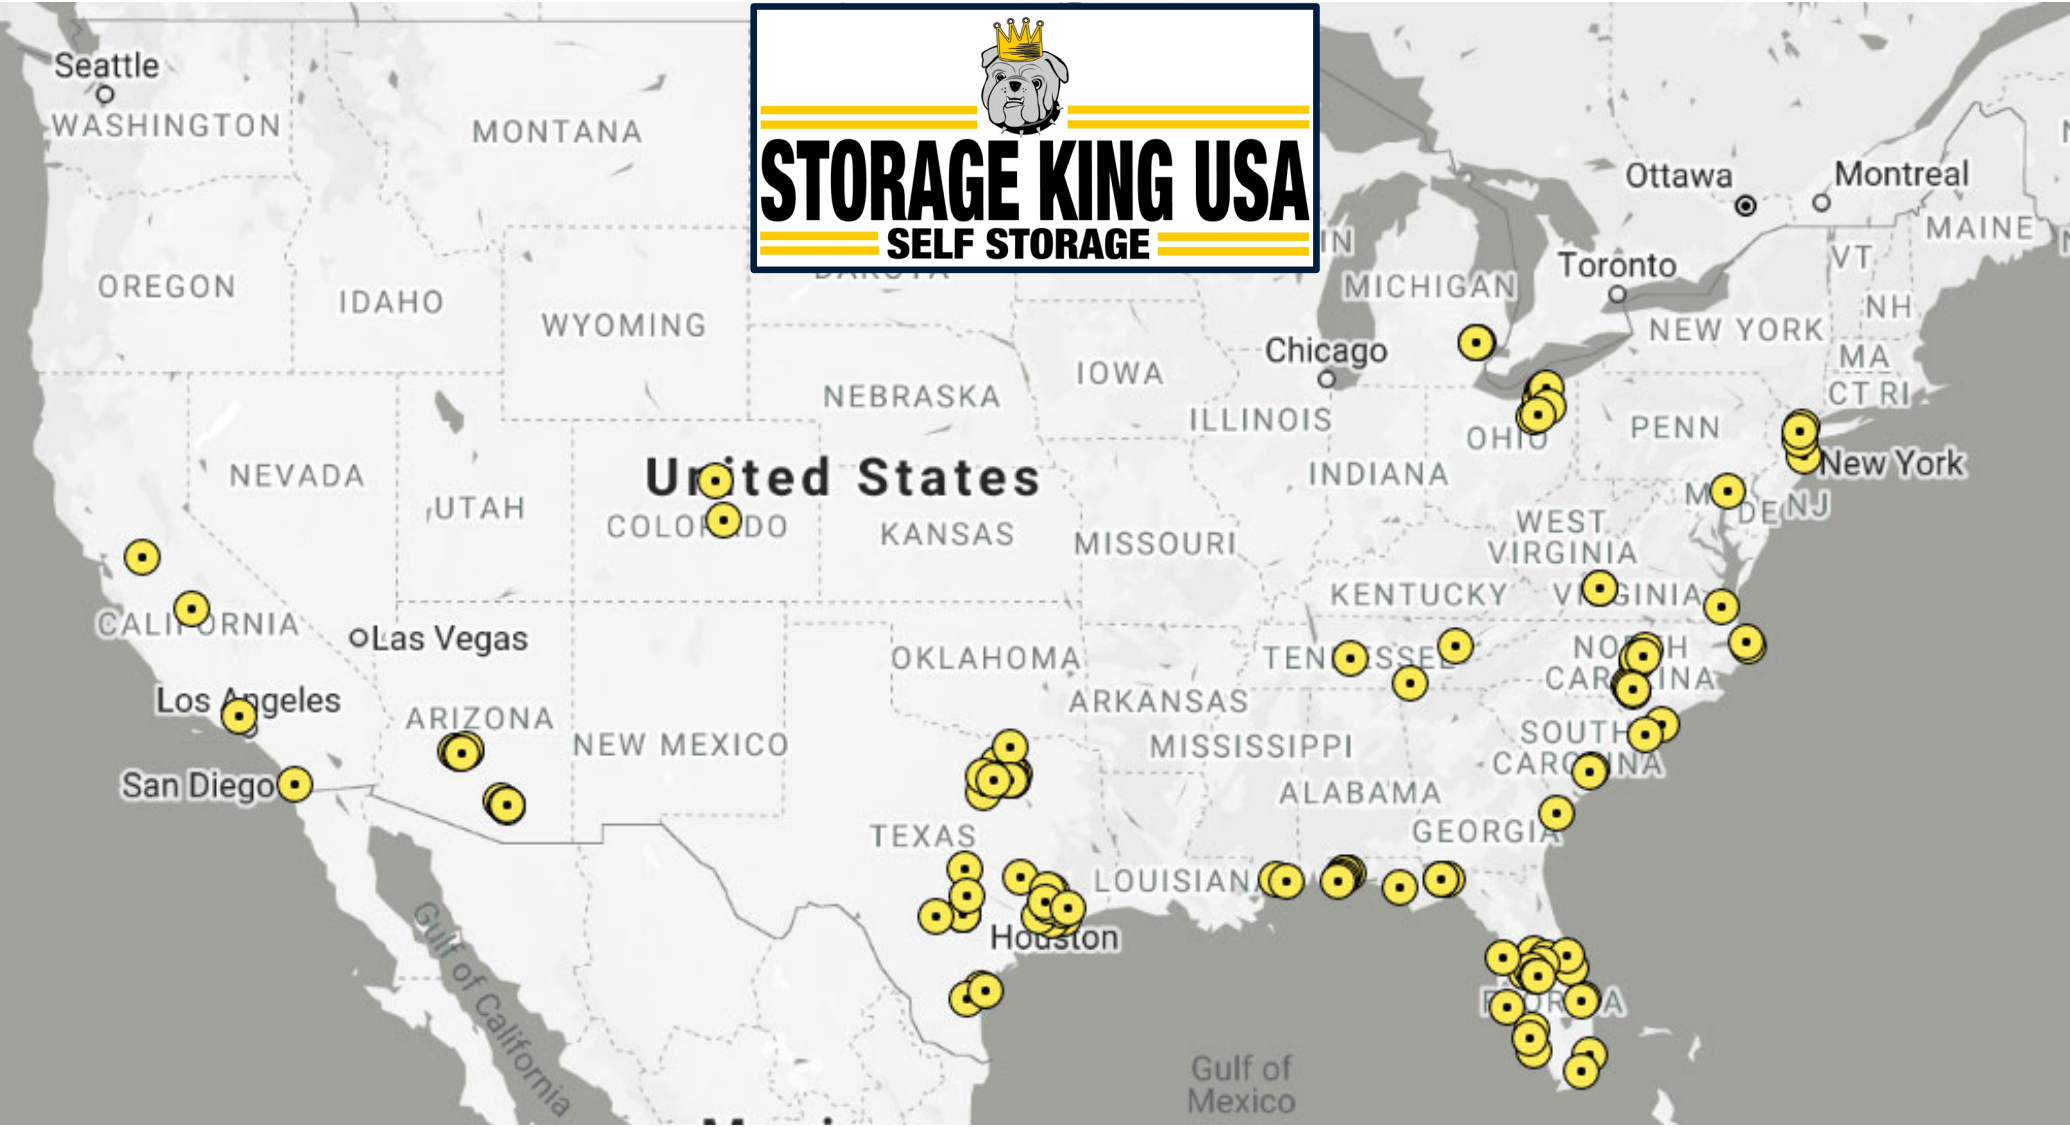 STORAGE KING USA
SELF STORAGE
Seattle
WASHINGTON
MONTANA
Ottawa
Montreal
MAINE
VT
Toronto
OREGON
IDAHO
DAKOTA
MICHIGAN
NH
WYOMING
NEW YORK
Chicago
MA
IOWA
CT RI
NEBRASKA
ILLINOIS
PENN
OHIO
New York
NEVADA
United States
INDIANA
UTAH
DE NJ
COLORADO
KANSAS
MISSOURI
WEST
VIRGINIA
KENTUCKY
VIRGINIA
CALIFORNIA
Las Vegas
OKLAHOMA
TENNESSEE
NORTH
CAROLINA
Los Angeles
ARIZONA
ARKANSAS
NEW MEXICO
MISSISSIPPI
SOUTH
CAROLINA
San Diego
ALABAMA
TEXAS
GEORGIA
LOUISIANA
Houston
Gulf of California
FLORIDA
Gulf of
Mexico